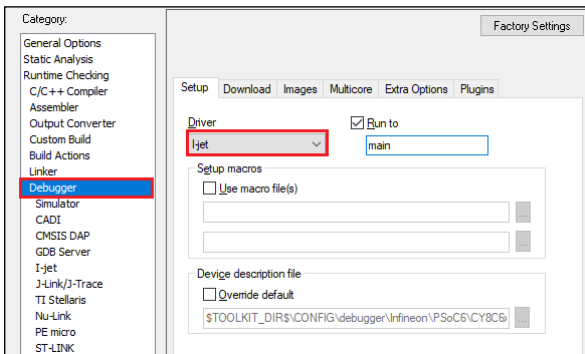 Category:
Factory Settings
General Options
Static Analysis
Runtime Checking
C/C++ Compiler
Assembler
Output Converter
Custom Build
Build Actions
Linker
Debugger
Simulator
CADI
CMSIS DAP
GDB Server
I-jet
J-Link/J-Trace
TI Stellaris
Nu-Link
PE micro
ST-LINK
Setup Download Images Multicore Extra Options Plugins
Driver Run to
I-jet main
Setup macros
Use macro file(s)
...
...
Device description file
Override default
$TOOLKIT_DIR$\CONFIG\debugger\Infineon\PSoC6\CY8C6 ...